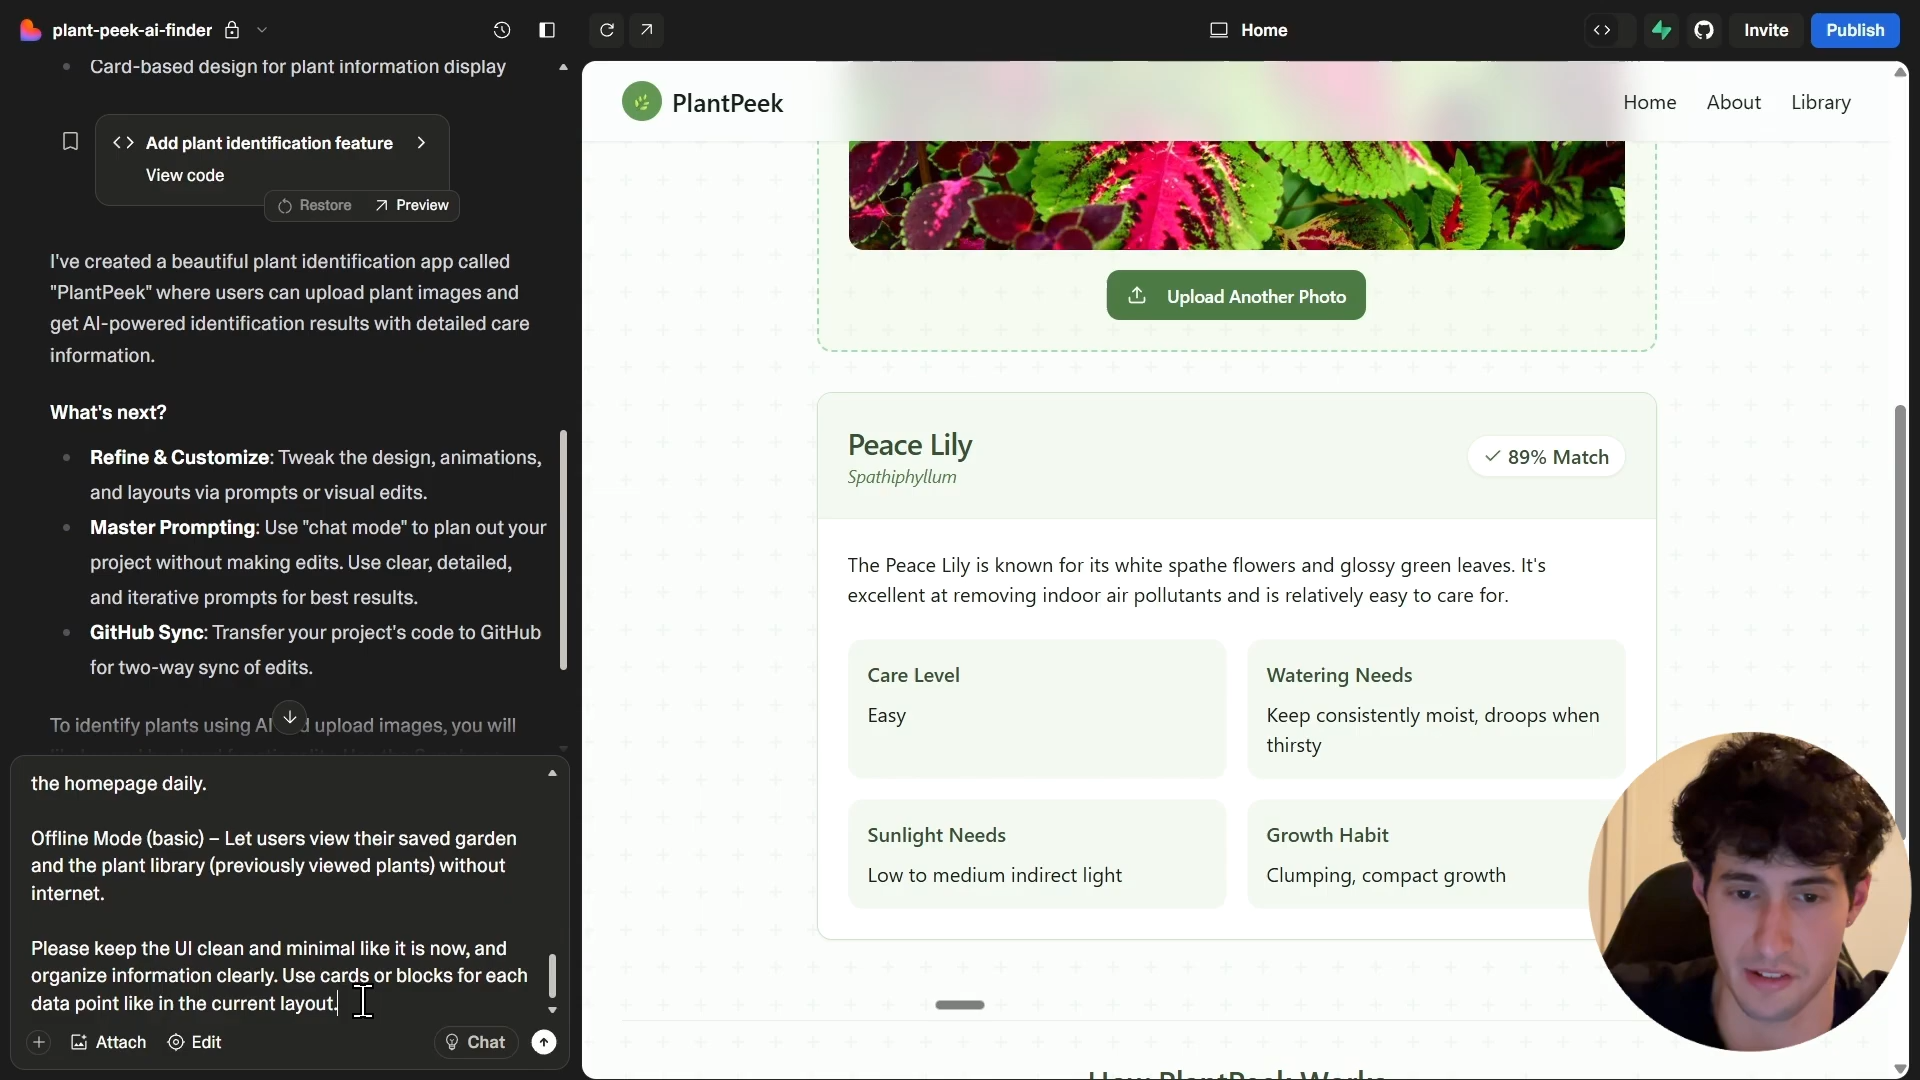 plant-peek-ai-finder
Home
Invite
Publish
Card-based design for plant information display
Add plant identification feature
View code
Restore
Preview
I've created a beautiful plant identification app called
"PlantPeek" where users can upload plant images and
get AI-powered identification results with detailed care
information.
What's next?
Refine & Customize: Tweak the design, animations,
and layouts via prompts or visual edits.
Master Prompting: Use "chat mode" to plan out your
project without making edits. Use clear, detailed,
and iterative prompts for best results.
GitHub Sync: Transfer your project's code to GitHub
for two-way sync of edits.
To identify plants using AI upload images, you will
the homepage daily.
Offline Mode (basic) – Let users view their saved garden
and the plant library (previously viewed plants) without
internet.
Please keep the UI clean and minimal like it is now, and
organize information clearly. Use cards or blocks for each
data point like in the current layout.
Attach
Edit
Chat
PlantPeek
Home
About
Library
Upload Another Photo
Peace Lily
Spathiphyllum
89% Match
The Peace Lily is known for its white spathe flowers and glossy green leaves. It's
excellent at removing indoor air pollutants and is relatively easy to care for.
Care Level
Easy
Watering Needs
Keep consistently moist, droops when
thirsty
Sunlight Needs
Low to medium indirect light
Growth Habit
Clumping, compact growth
How PlantPeek Works